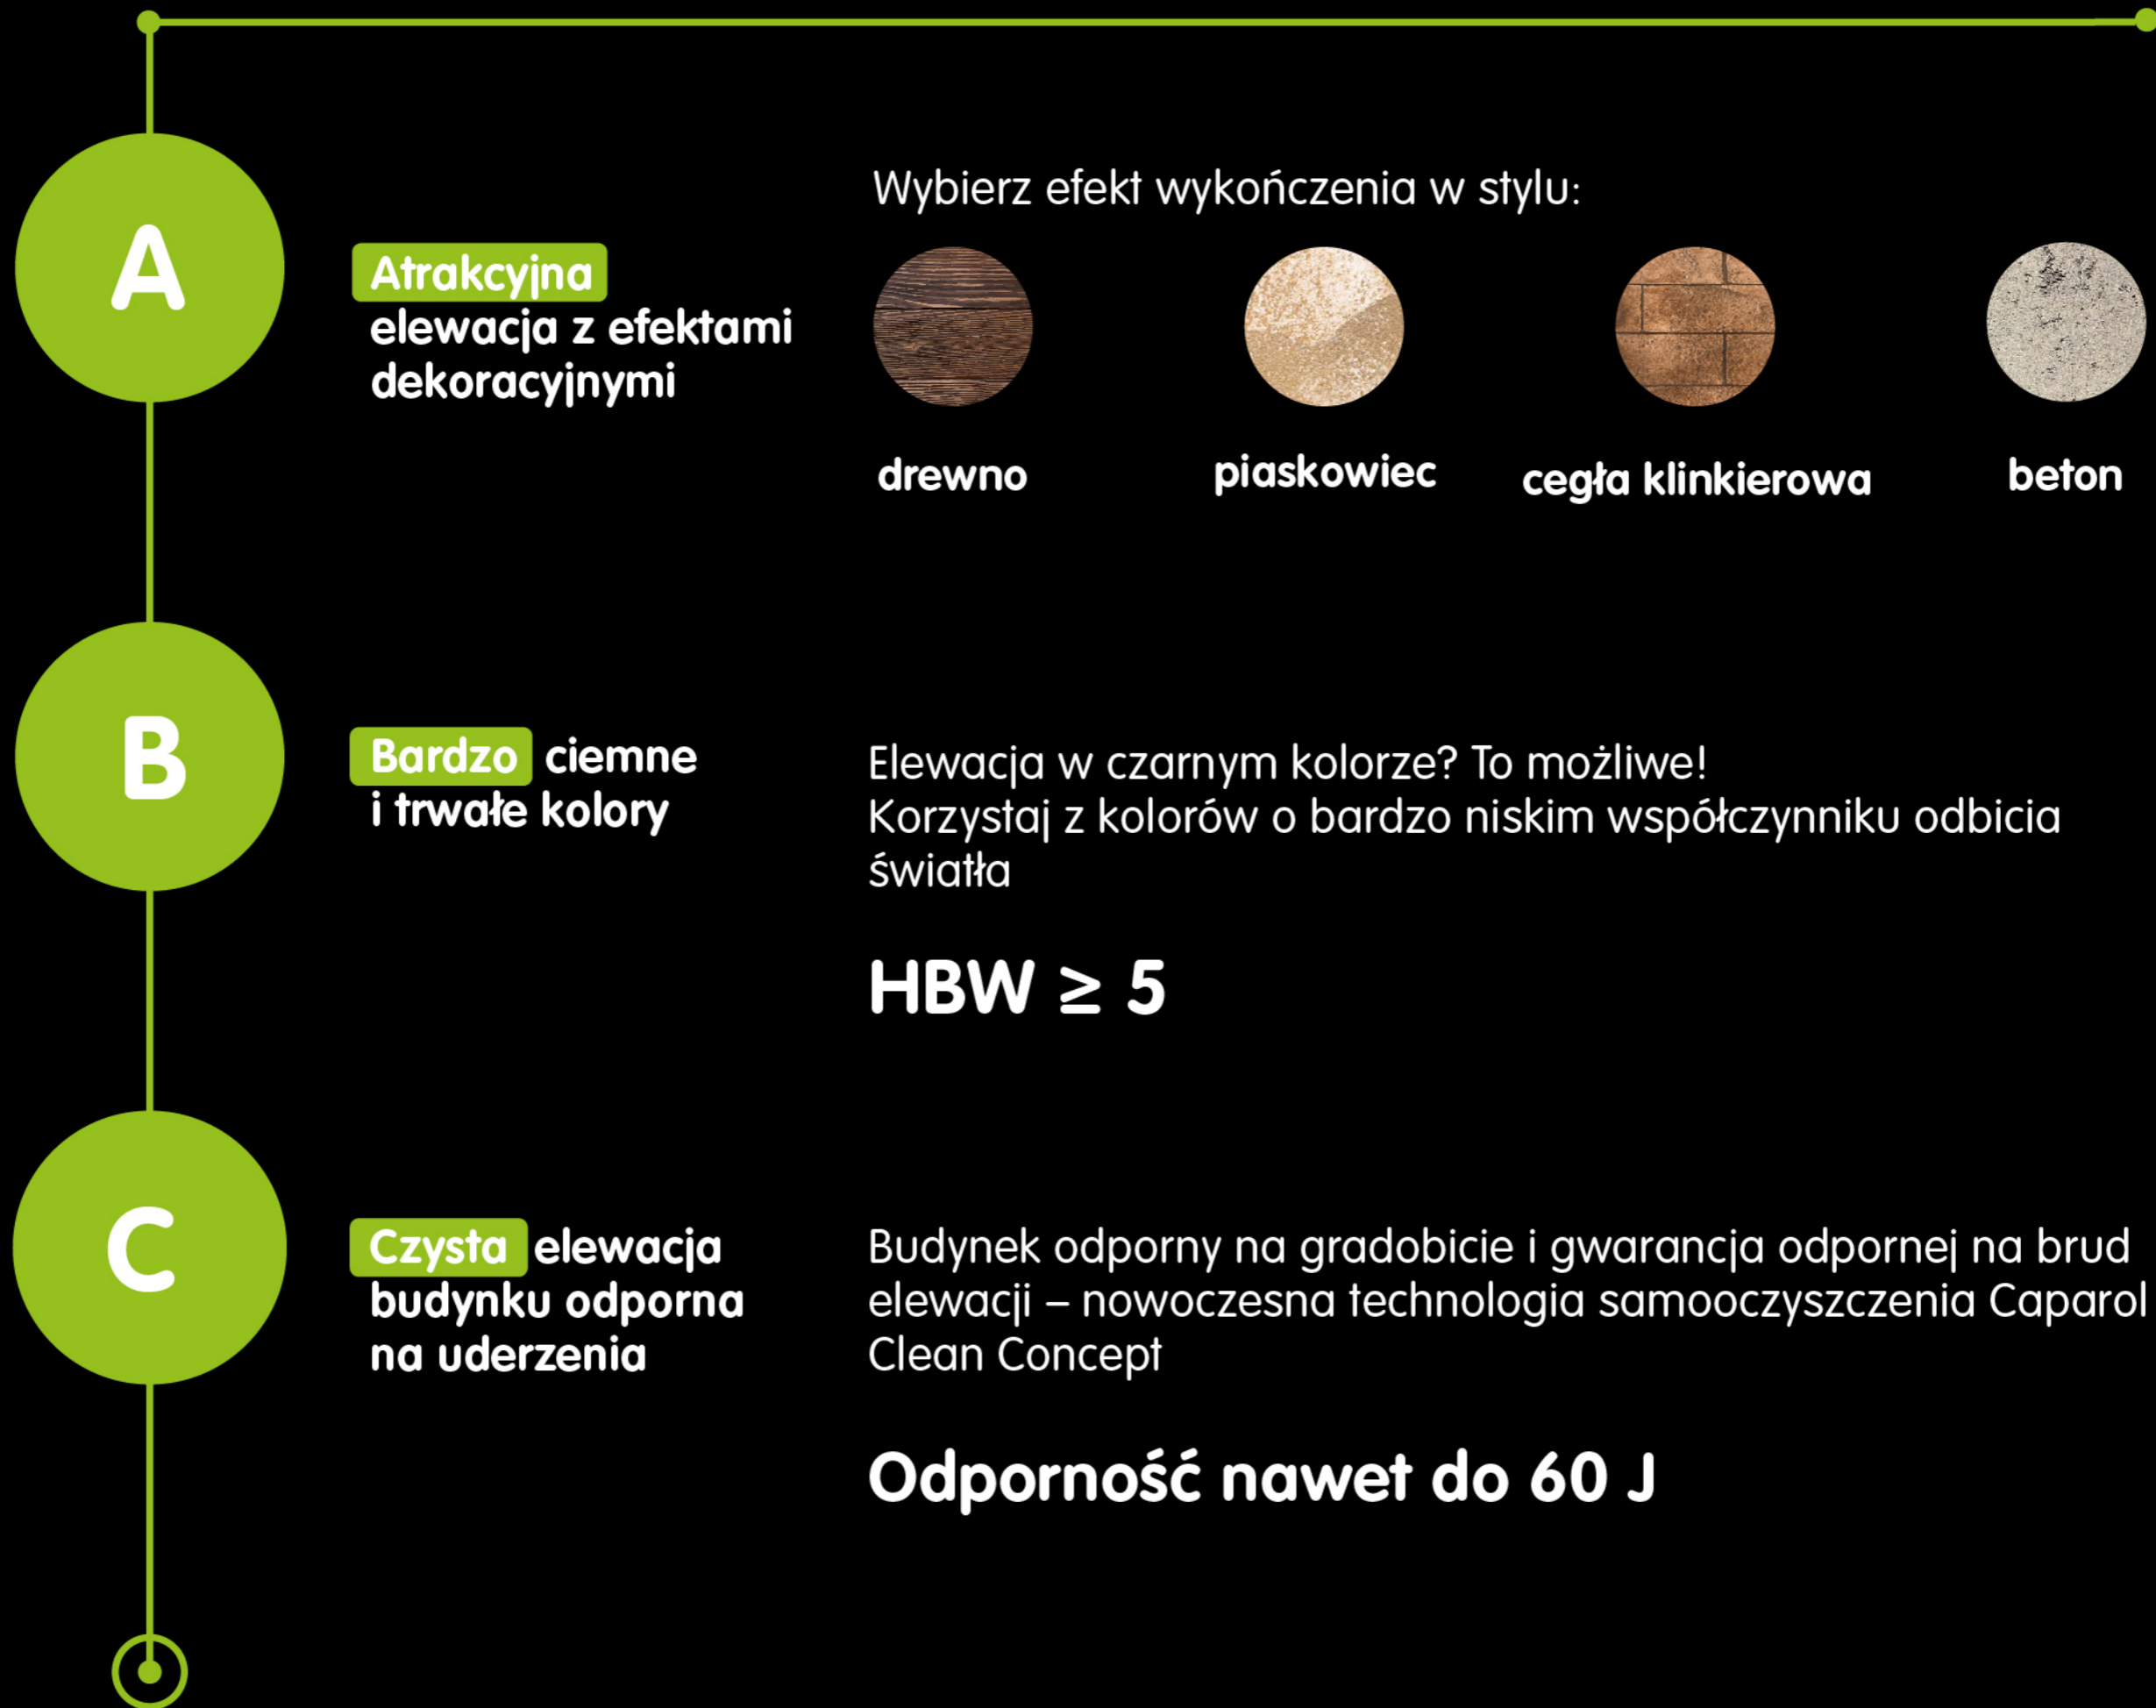 A
Atrakcyjna
elewacja z efektami
dekoracyjnymi
Wybierz efekt wykończenia w stylu:
drewno
piaskowiec
cegła klinkierowa
beton
B
Bardzo ciemne
i trwałe kolory
Elewacja w czarnym kolorze? To możliwe!
Korzystaj z kolorów o bardzo niskim współczynniku odbicia
światła
HBW ≥ 5
C
Czysta elewacja
budynku odporna
na uderzenia
Budynek odporny na gradobicie i gwarancja odpornej na brud
elewacji – nowoczesna technologia samooczyszczenia Caparol
Clean Concept
Odporność nawet do 60 J